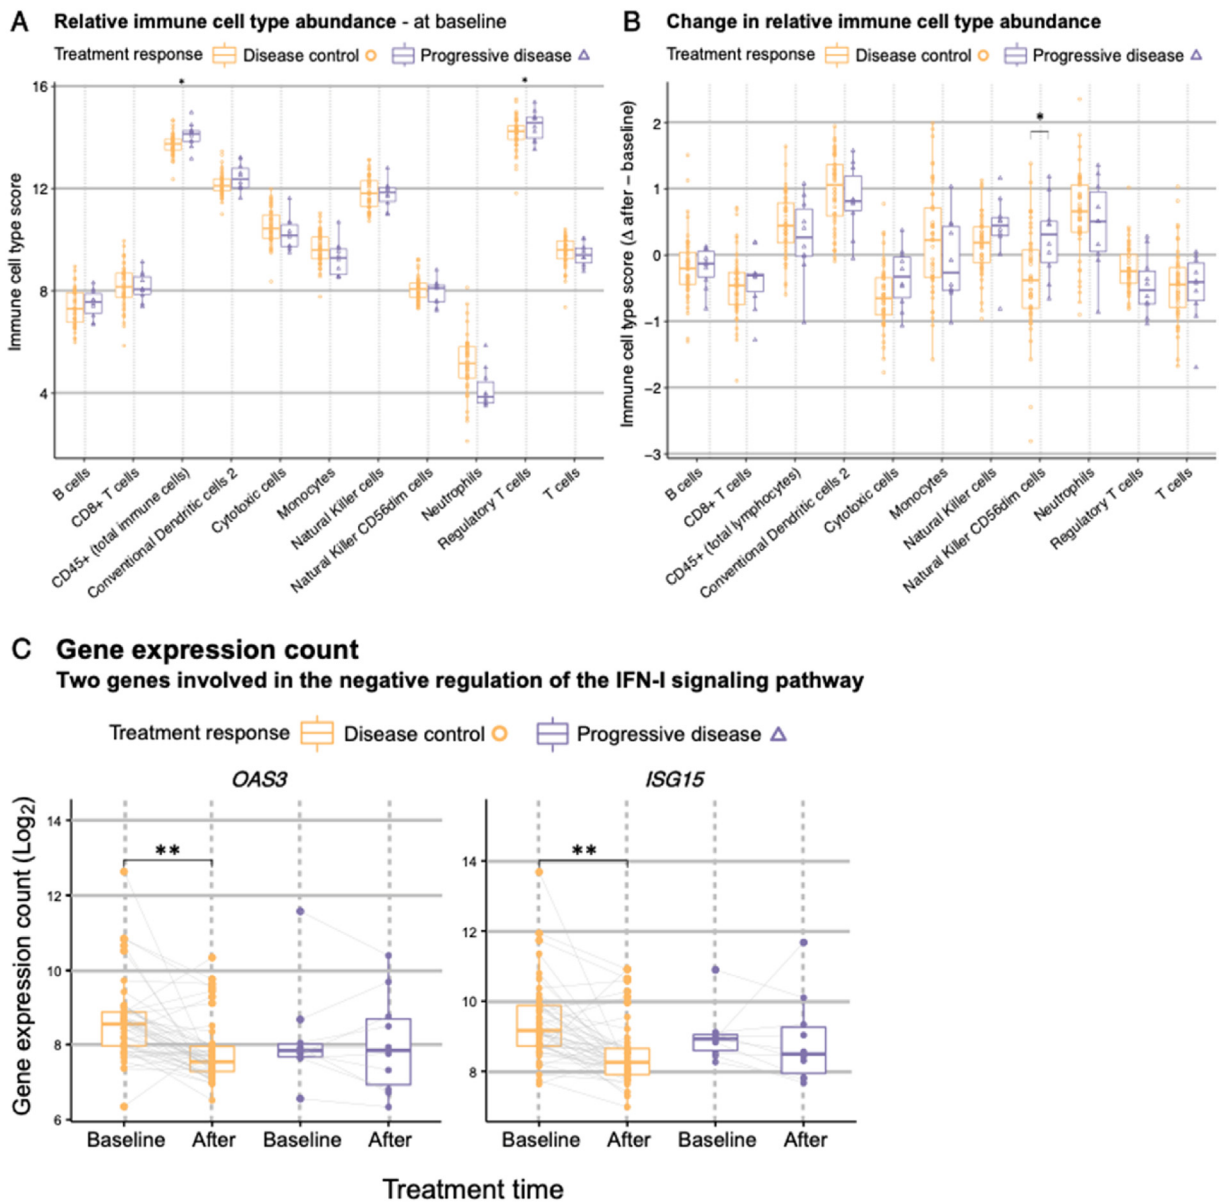 A Relative immune cell type abundance - at baseline
Treatment response Disease control Progressive disease
*
*
16
12
8
4
Immune cell type score
B cells
CD8+ T cells
CD45+ (total immune cells)
Conventional Dendritic cells 2
Cytotoxic cells
Monocytes
Natural Killer cells
Natural Killer CD56dim cells
Neutrophils
Regulatory T cells
T cells
B Change in relative immune cell type abundance
Treatment response Disease control Progressive disease
*
2
1
0
−1
−2
−3
Immune cell type score (Δ after − baseline)
B cells
CD8+ T cells
CD45+ (total lymphocytes)
Conventional Dendritic cells 2
Cytotoxic cells
Monocytes
Natural Killer cells
Natural Killer CD56dim cells
Neutrophils
Regulatory T cells
T cells
C Gene expression count
Two genes involved in the negative regulation of the IFN-I signaling pathway
Treatment response Disease control Progressive disease
OAS3
**
14
12
10
8
6
Gene expression count (Log2)
Baseline After Baseline After
ISG15
**
14
12
10
8
Baseline After Baseline After
Treatment time